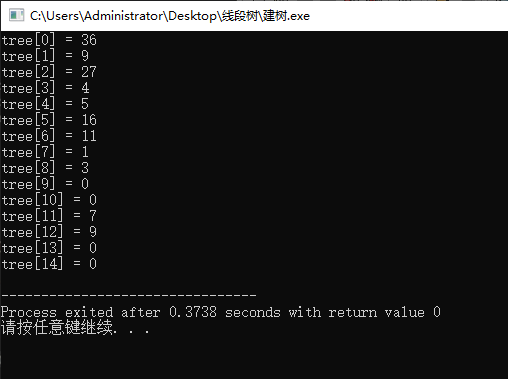 C:\Users\Administrator\Desktop\线段树\建树.exe
tree[0] = 36
tree[1] = 9
tree[2] = 27
tree[3] = 4
tree[4] = 5
tree[5] = 16
tree[6] = 11
tree[7] = 1
tree[8] = 3
tree[9] = 0
tree[10] = 0
tree[11] = 7
tree[12] = 9
tree[13] = 0
tree[14] = 0
--------------------------------
Process exited after 0.3738 seconds with return value 0
请按任意键继续. . .